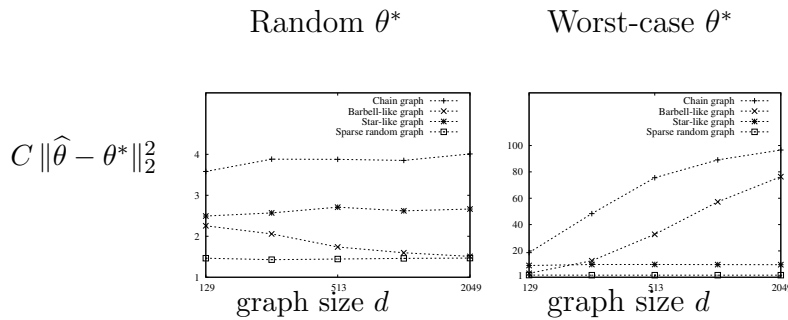 Random θ*
Worst-case θ*
C ‖θ̂ − θ*‖₂²
Chain graph
Barbell-like graph
Star-like graph
Sparse random graph
4
3
2
1
129
513
2049
graph size d
Chain graph
Barbell-like graph
Star-like graph
Sparse random graph
100
80
60
40
20
1
129
513
2049
graph size d